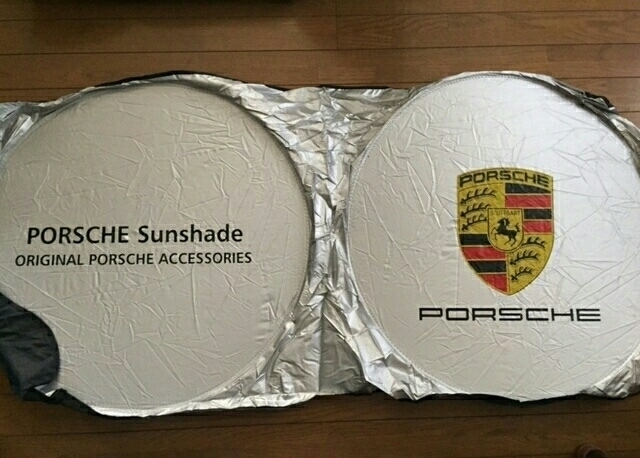 PORSCHE Sunshade
ORIGINAL PORSCHE ACCESSORIES
PORSCHE
STUTTGART
PORSCHE